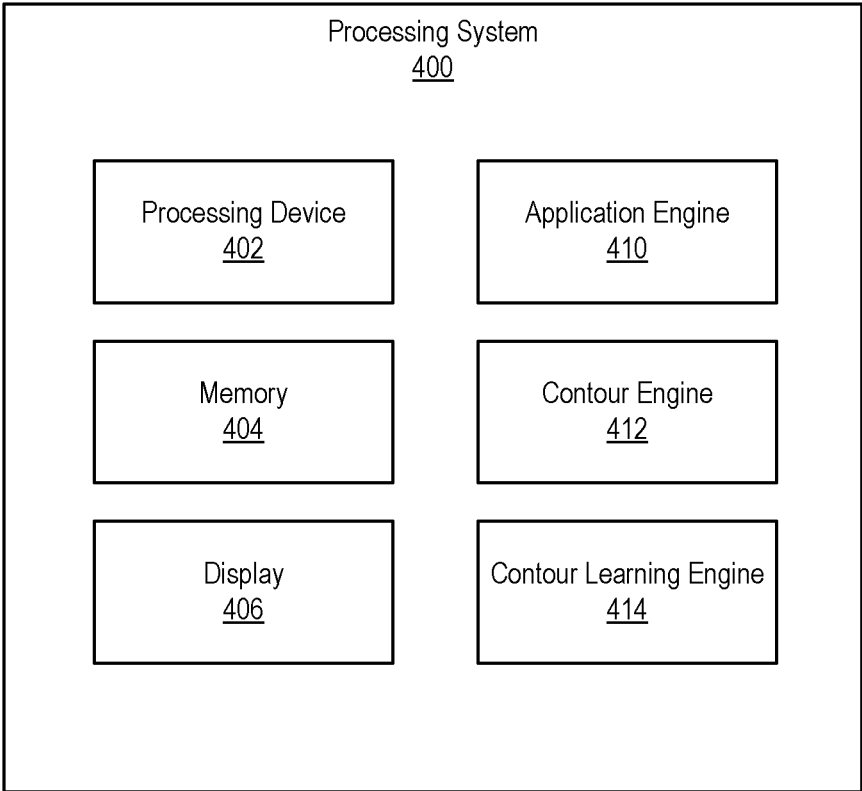 Processing System
400
Processing Device
402
Application Engine
410
Memory
404
Contour Engine
412
Display
406
Contour Learning Engine
414